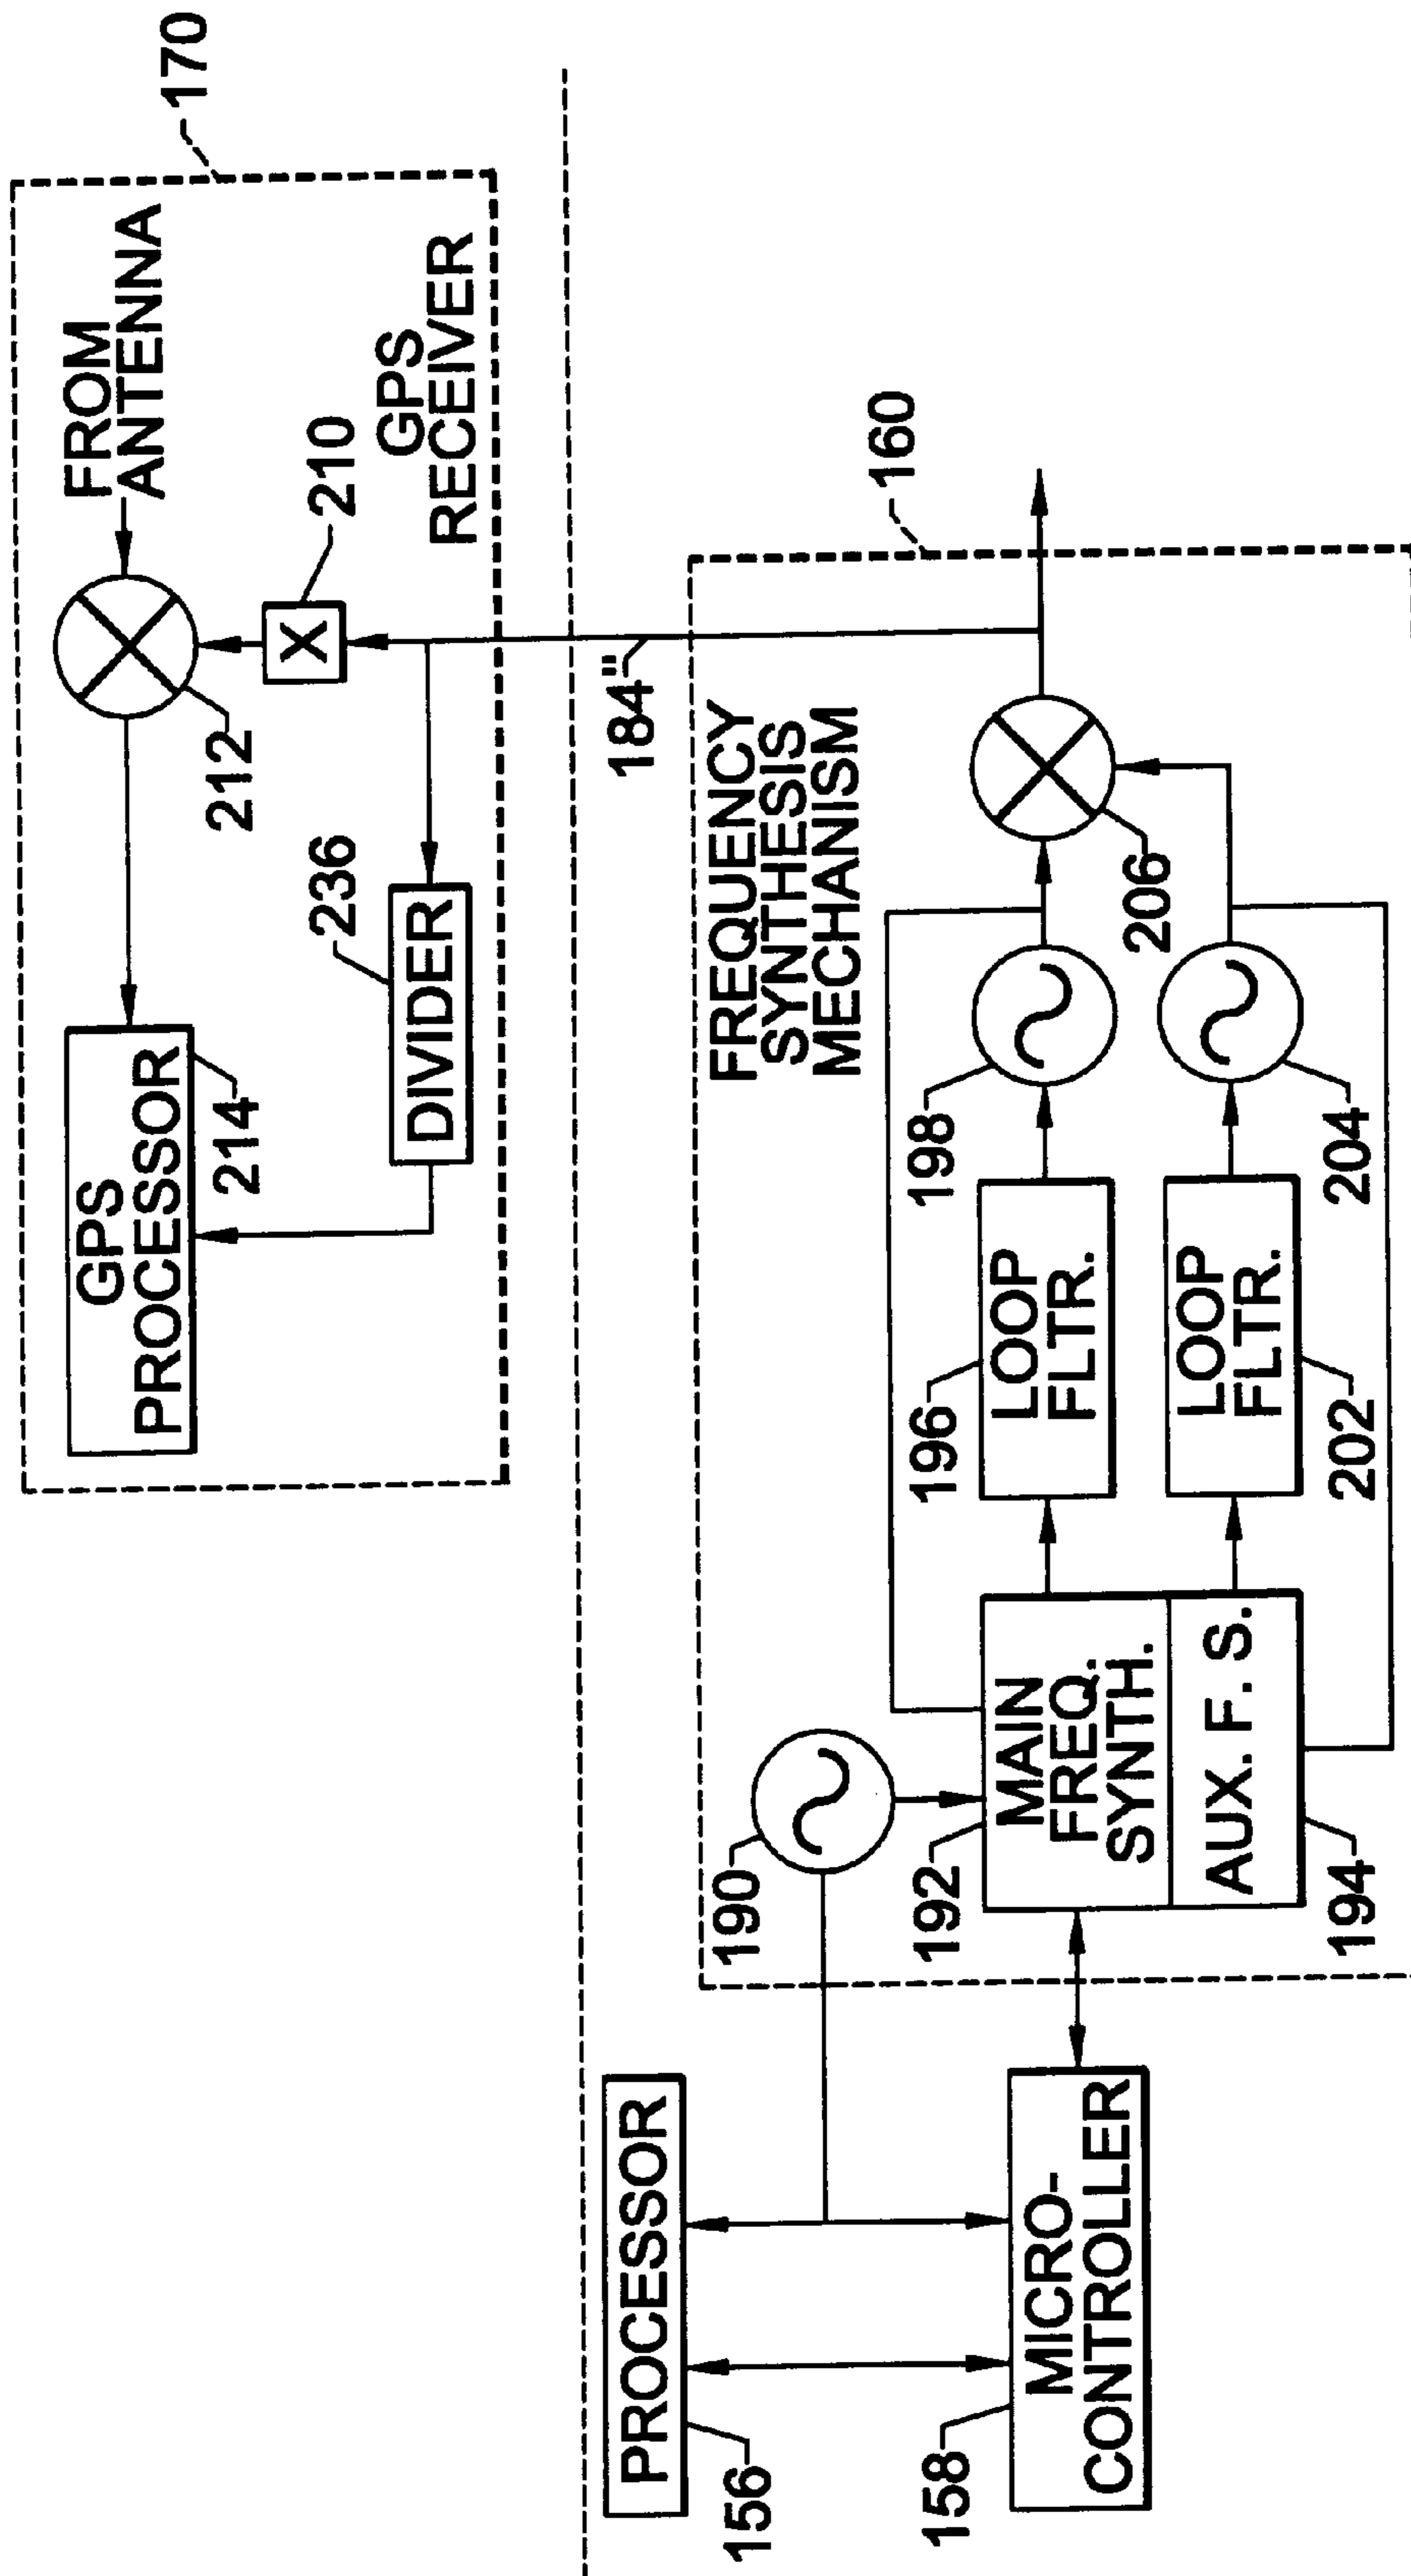 170
FROM
ANTENNA
210
GPS
RECEIVER
212
236
DIVIDER
GPS
PROCESSOR
214
184"
160
FREQUENCY
SYNTHESIS
MECHANISM
206
198
204
196
LOOP
FLTR.
LOOP
FLTR.
202
190
192
MAIN
FREQ.
SYNTH.
AUX. F. S.
194
PROCESSOR
156
158
MICRO-
CONTROLLER
X